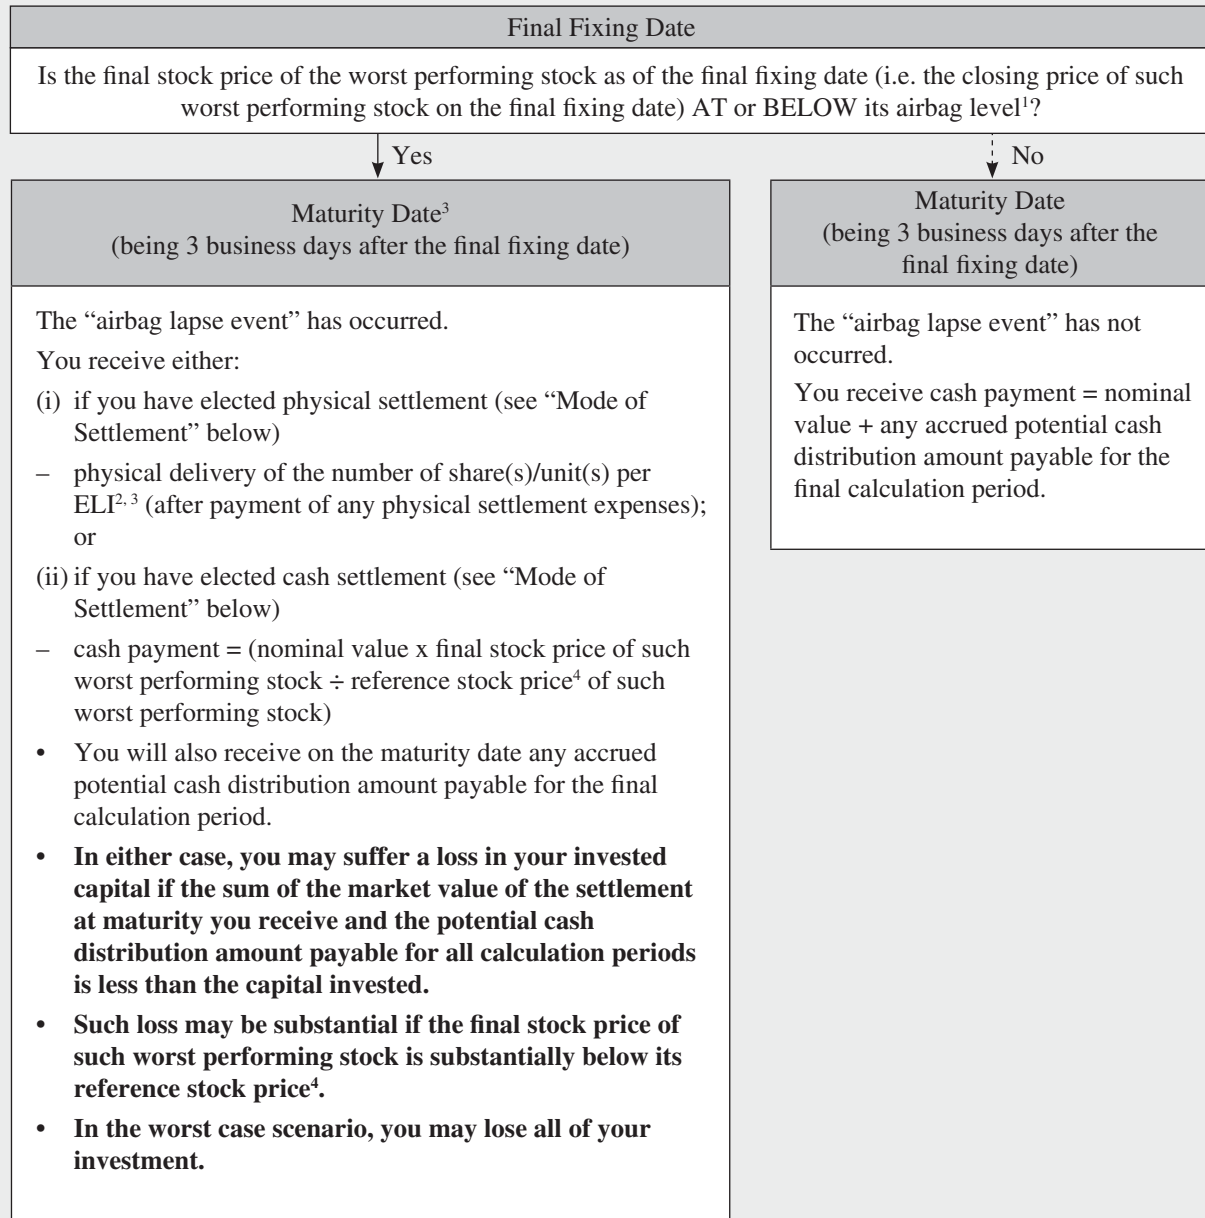 Final Fixing Date
Is the final stock price of the worst performing stock as of the final fixing date (i.e. the closing price of such
worst performing stock on the final fixing date) AT or BELOW its airbag level¹?
Yes
No
Maturity Date³
(being 3 business days after the final fixing date)
The “airbag lapse event” has occurred.
You receive either:
(i) if you have elected physical settlement (see “Mode of
Settlement” below)
– physical delivery of the number of share(s)/unit(s) per
ELI²,³ (after payment of any physical settlement expenses);
or
(ii) if you have elected cash settlement (see “Mode of
Settlement” below)
– cash payment = (nominal value x final stock price of such
worst performing stock ÷ reference stock price⁴ of such
worst performing stock)
• You will also receive on the maturity date any accrued
potential cash distribution amount payable for the final
calculation period.
• In either case, you may suffer a loss in your invested
capital if the sum of the market value of the settlement
at maturity you receive and the potential cash
distribution amount payable for all calculation periods
is less than the capital invested.
• Such loss may be substantial if the final stock price of
such worst performing stock is substantially below its
reference stock price⁴.
• In the worst case scenario, you may lose all of your
investment.
Maturity Date
(being 3 business days after the
final fixing date)
The “airbag lapse event” has not
occurred.
You receive cash payment = nominal
value + any accrued potential cash
distribution amount payable for the
final calculation period.